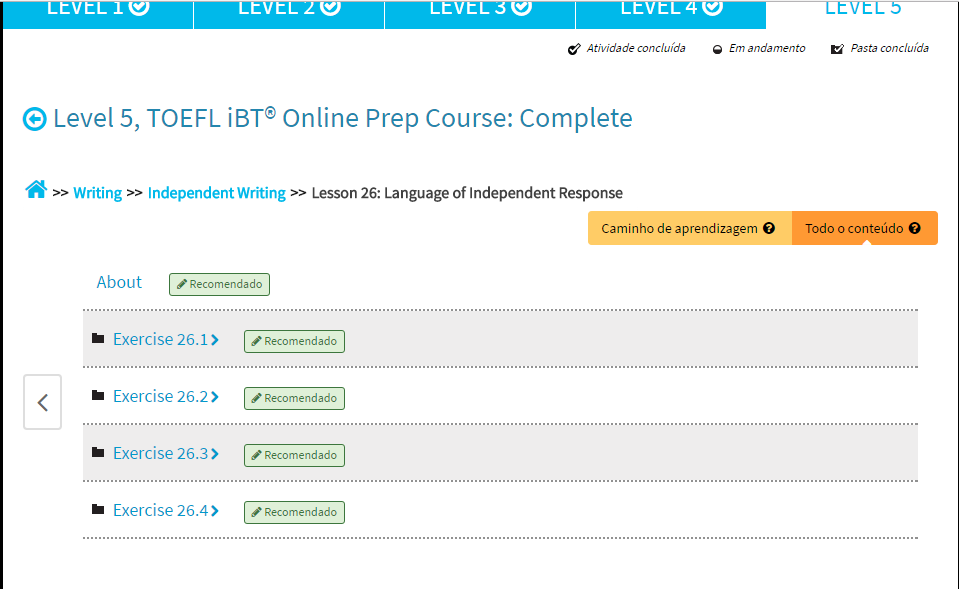 LEVEL 1 LEVEL 2 LEVEL 3 LEVEL 4 LEVEL 5
Atividade concluída Em andamento Pasta concluída
Level 5, TOEFL iBT® Online Prep Course: Complete
>> Writing >> Independent Writing >> Lesson 26: Language of Independent Response
Caminho de aprendizagem Todo o conteúdo
About Recomendado
Exercise 26.1 Recomendado
Exercise 26.2 Recomendado
Exercise 26.3 Recomendado
Exercise 26.4 Recomendado